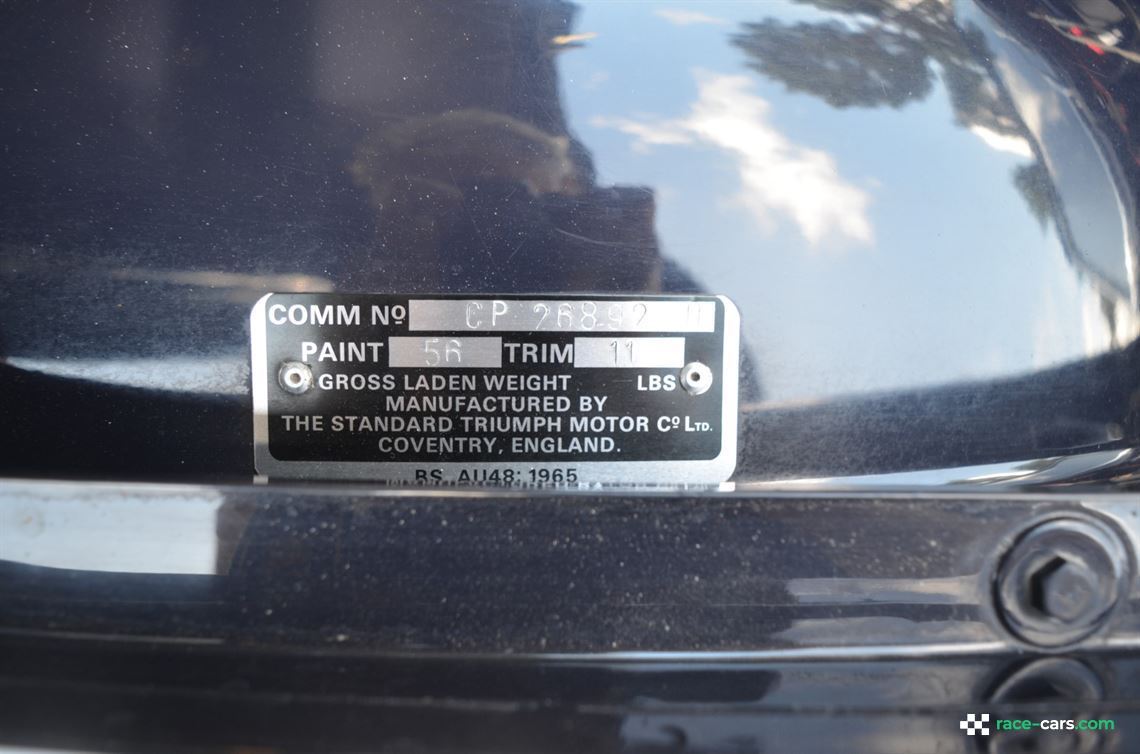 COMM Nº CP 26892 O
PAINT 56 TRIM 11
GROSS LADEN WEIGHT LBS
MANUFACTURED BY
THE STANDARD TRIUMPH MOTOR Cº LTD.
COVENTRY, ENGLAND.
BS. AU48: 1965
race-cars.com